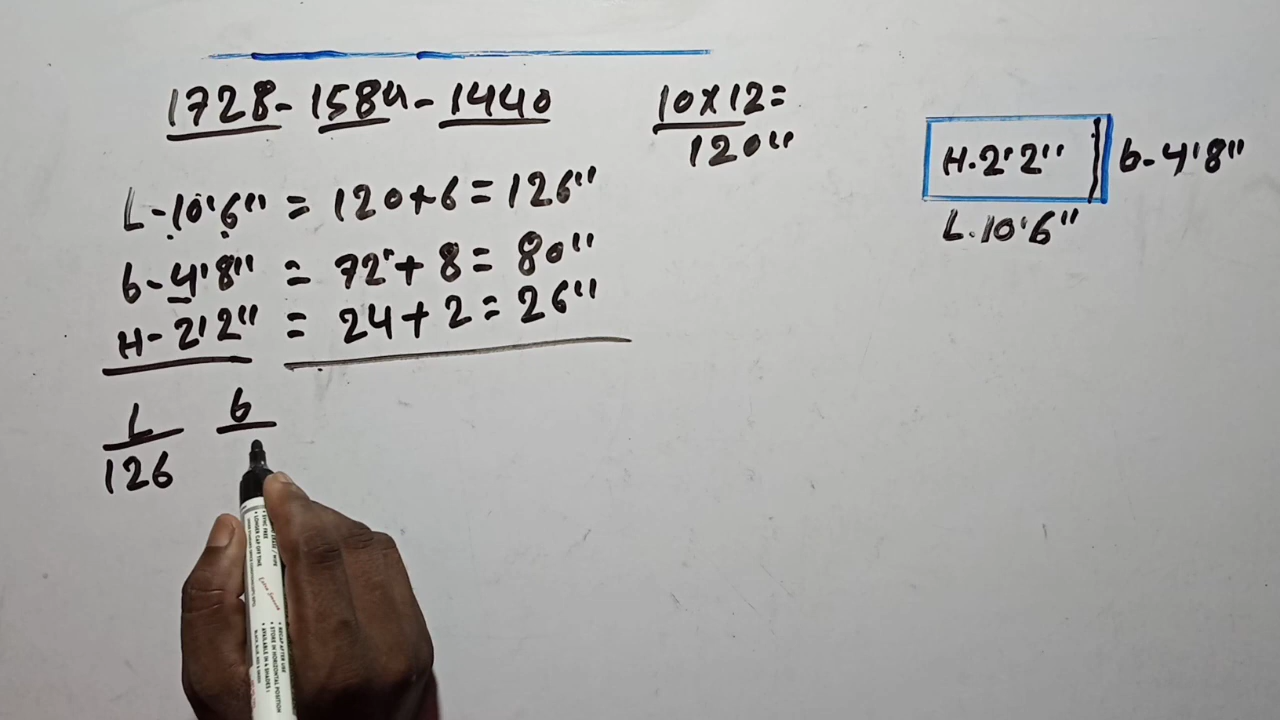 1728-1584-1440
10x12=
120"
L-10'6" = 120+6 = 126"
b-4'8" = 72"+ 8 = 80"
H-2'2" = 24+2 = 26"
H.2'2"
b-4'8"
L.10'6"
L b
126